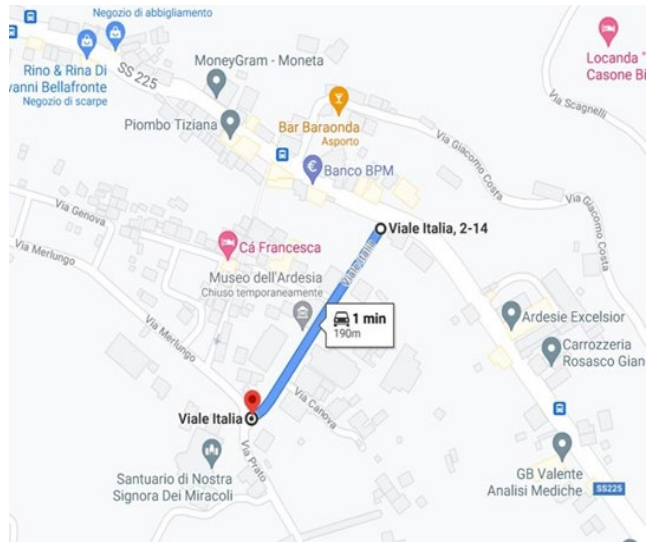 Negozio di abbigliamento
Rino & Rina Di
vanni Bellafronte
Negozio di scarpe
SS 225
MoneyGram - Moneta
Piombo Tiziana
Bar Baraonda
Asporto
Banco BPM
Locanda "
Casone Bi
Via Scagnelli
Via Giacomo Costa
Via Giacomo Costa
Via Genova
Via Merlungo
Via Merlungo
Cá Francesca
Viale Italia, 2-14
Viale Italia
Museo dell'Ardesia
Chiuso temporaneamente
1 min
190m
Ardesie Excelsior
Carrozzeria
Rosasco Gian
Via Canova
Viale Italia
Via Prato
Santuario di Nostra
Signora Dei Miracoli
GB Valente
Analisi Mediche
SS225